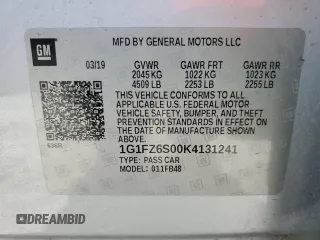 GM
MFD BY GENERAL MOTORS LLC
03/19 GVWR GAWR FRT GAWR RR
2045 KG 1022 KG 1023 KG
4509 LB 2253 LB 2255 LB
THIS VEHICLE CONFORMS TO ALL APPLICABLE
U.S. FEDERAL MOTOR
VEHICLE SAFETY, BUMPER, AND THEFT
PREVENTION STANDARDS IN EFFECT ON THE
DATE OF MANUFACTURE SHOWN ABOVE.
1G1FZ6S00K4131241
TYPE: PASS CAR
MODEL: 011FB48
DREAMBID
AutoBidMaster